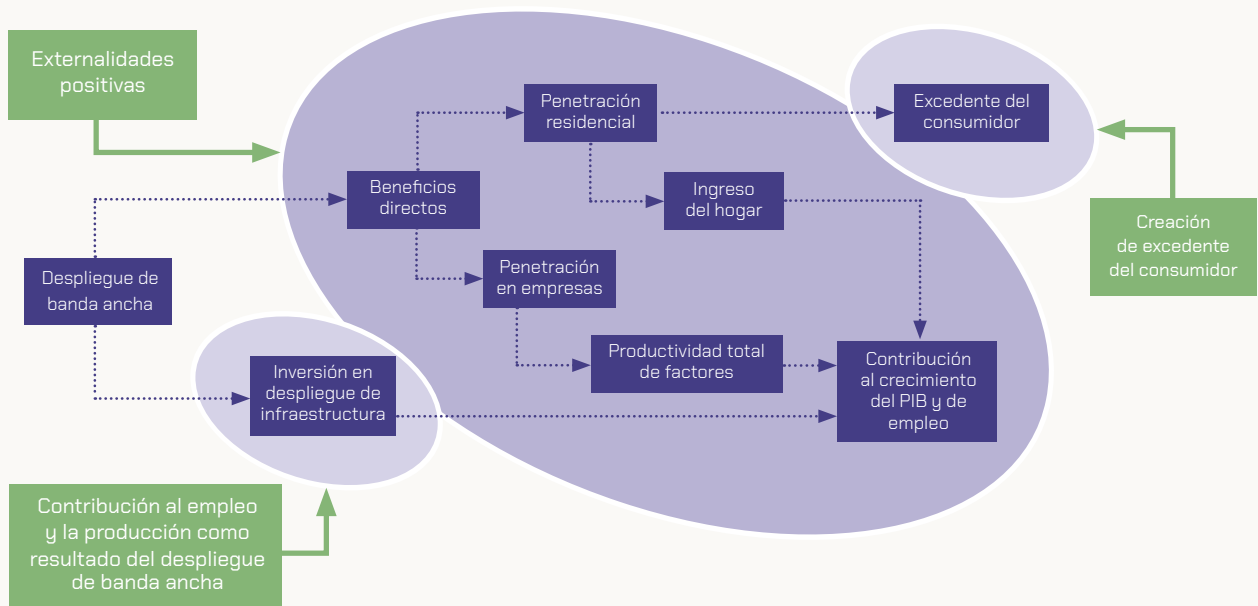 Externalidades
positivas
Penetración
residencial
Excedente del
consumidor
Beneficios
directos
Ingreso
del hogar
Creación
de excedente
del consumidor
Despliegue de
banda ancha
Penetración
en empresas
Productividad total
de factores
Contribución
al crecimiento
del PIB y de
empleo
Inversión en
despliegue de
infraestructura
Contribución al empleo
y la producción como
resultado del despliegue
de banda ancha